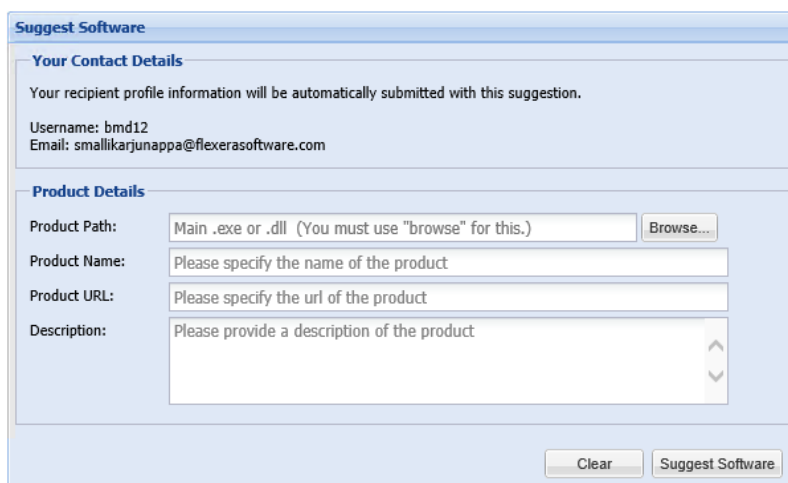 Suggest Software
Your Contact Details
Your recipient profile information will be automatically submitted with this suggestion.
Username: bmd12
Email: smallikarjunappa@flexerasoftware.com
Product Details
Product Path: Main .exe or .dll (You must use "browse" for this.) Browse...
Product Name: Please specify the name of the product
Product URL: Please specify the url of the product
Description: Please provide a description of the product
Clear Suggest Software